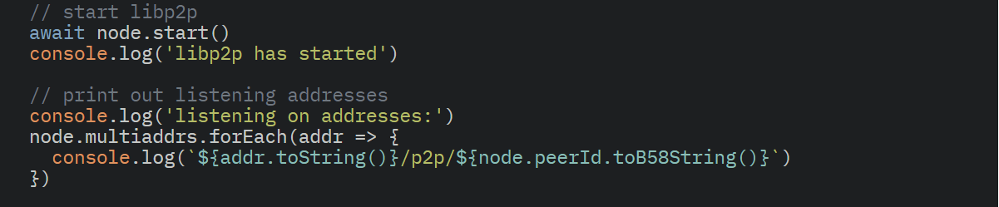 // start libp2p
await node.start()
console.log('libp2p has started')

// print out listening addresses
console.log('listening on addresses:')
node.multiaddrs.forEach(addr => {
  console.log(`${addr.toString()}/p2p/${node.peerId.toB58String()}`)
})